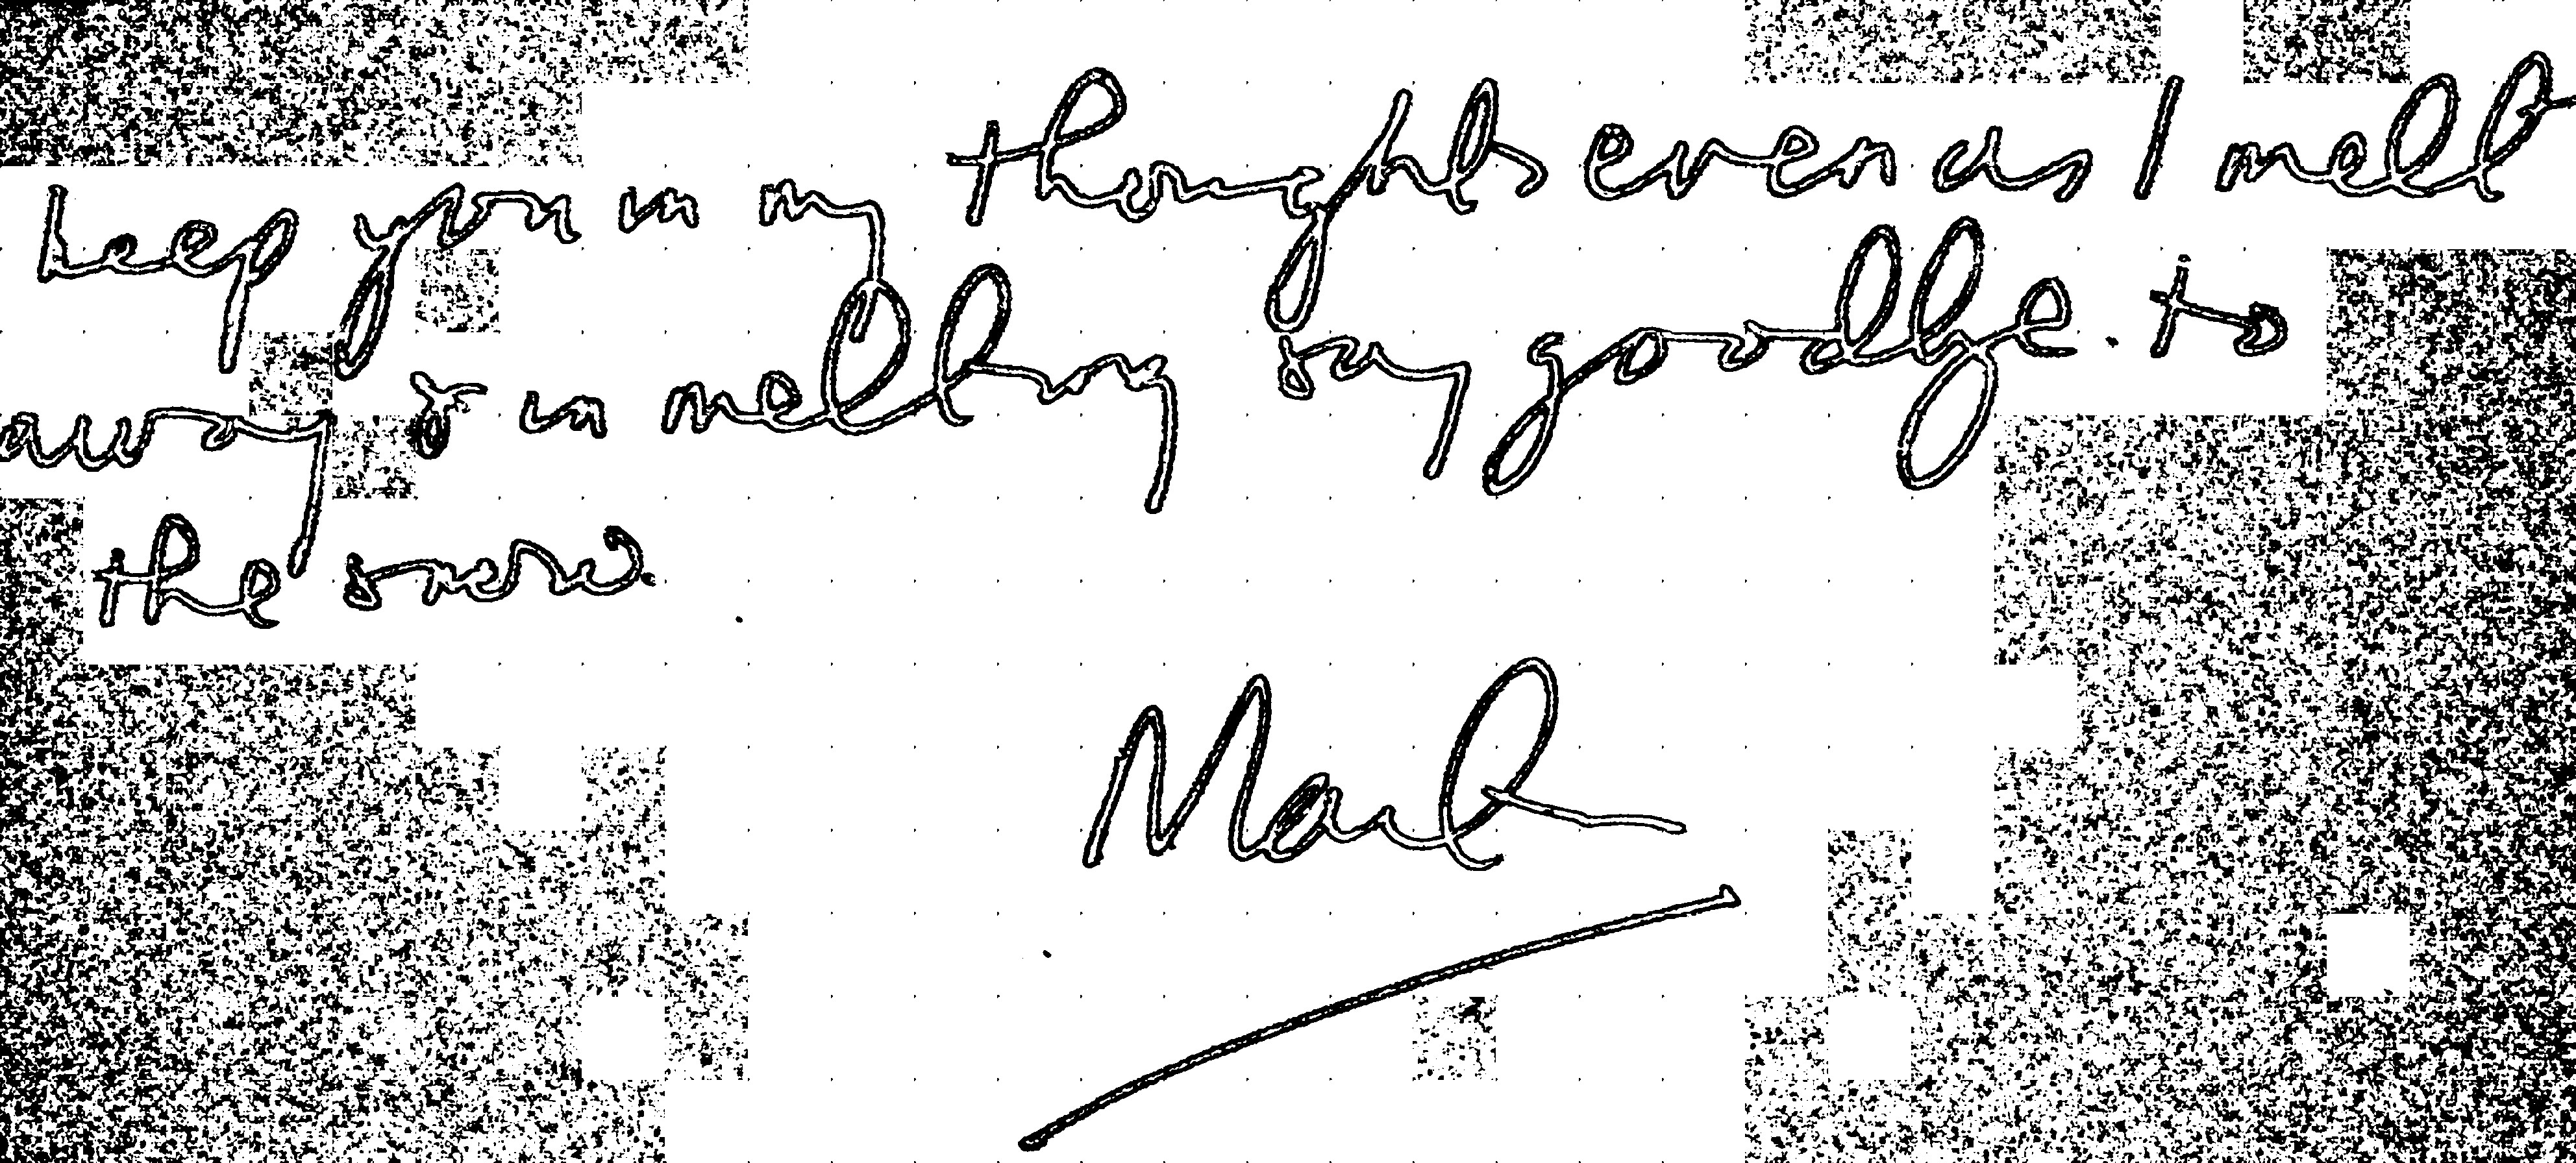 keep you in my thoughts even as I melt
away & in melting say goodbye. to
the snow.
Mark